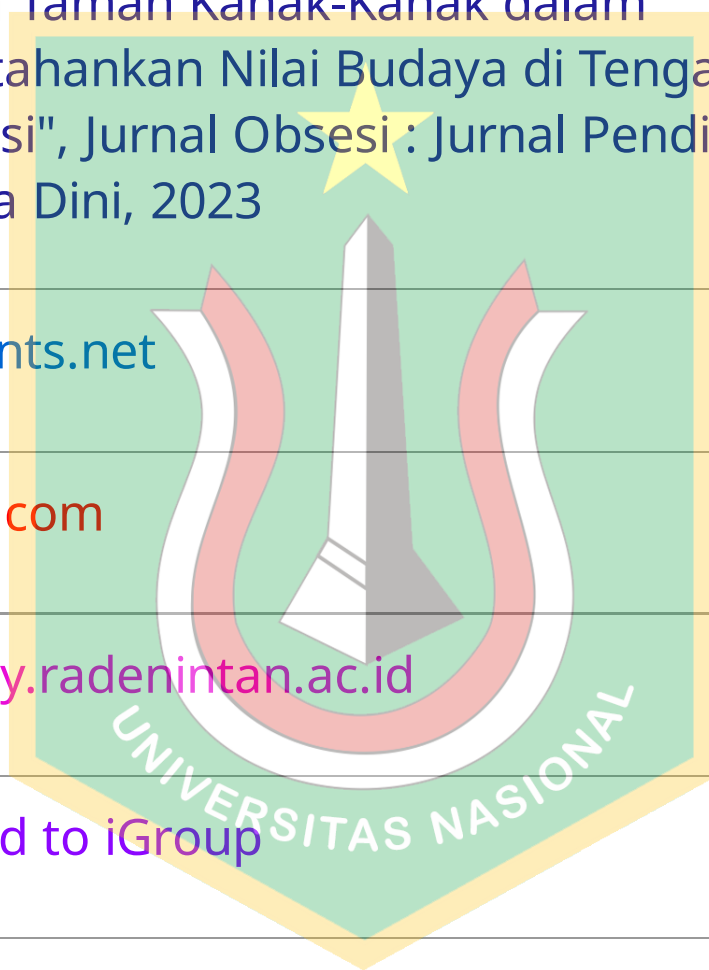 Taman Kanak-Kanak dalam
tahankan Nilai Budaya di Tenga
si", Jurnal Obsesi : Jurnal Pendi
a Dini, 2023
nts.net
com
y.radenintan.ac.id
d to iGroup
UNIVERSITAS NASIONAL